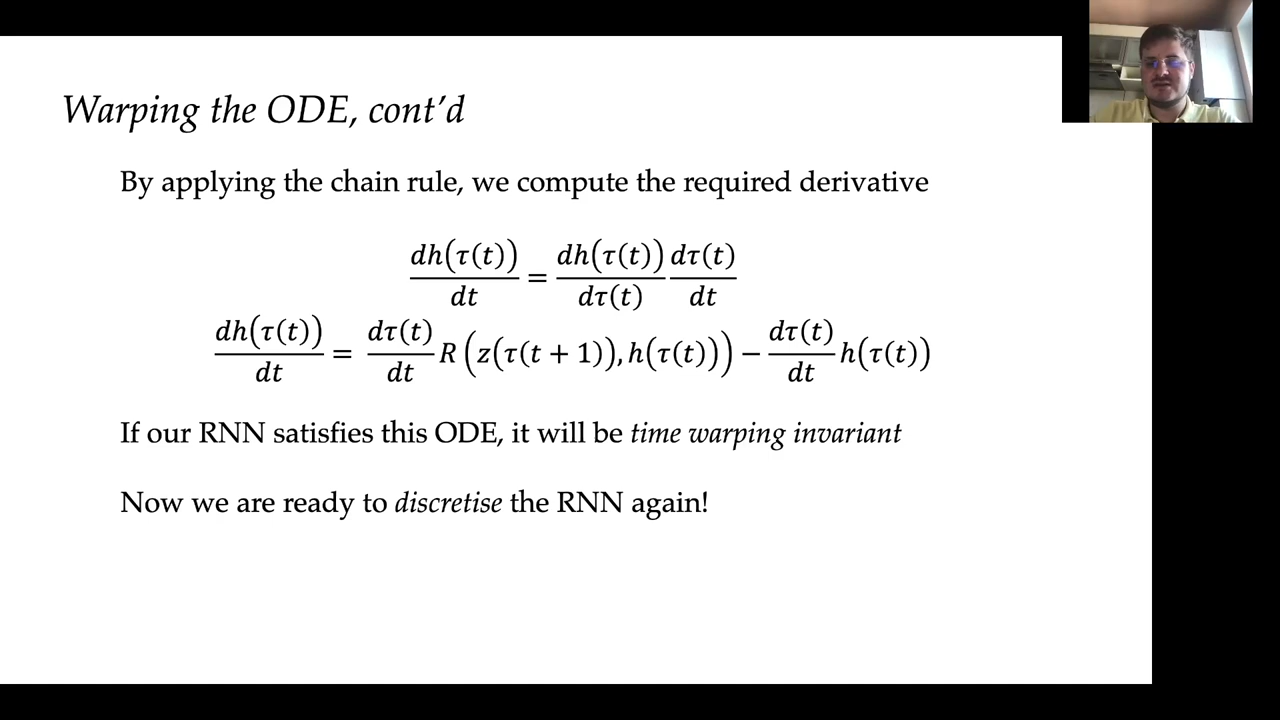 Warping the ODE, cont'd
By applying the chain rule, we compute the required derivative
dh(τ(t))/dt = dh(τ(t))/dτ(t) dτ(t)/dt
dh(τ(t))/dt = dτ(t)/dt R(z(τ(t + 1)), h(τ(t))) − dτ(t)/dt h(τ(t))
If our RNN satisfies this ODE, it will be time warping invariant
Now we are ready to discretise the RNN again!